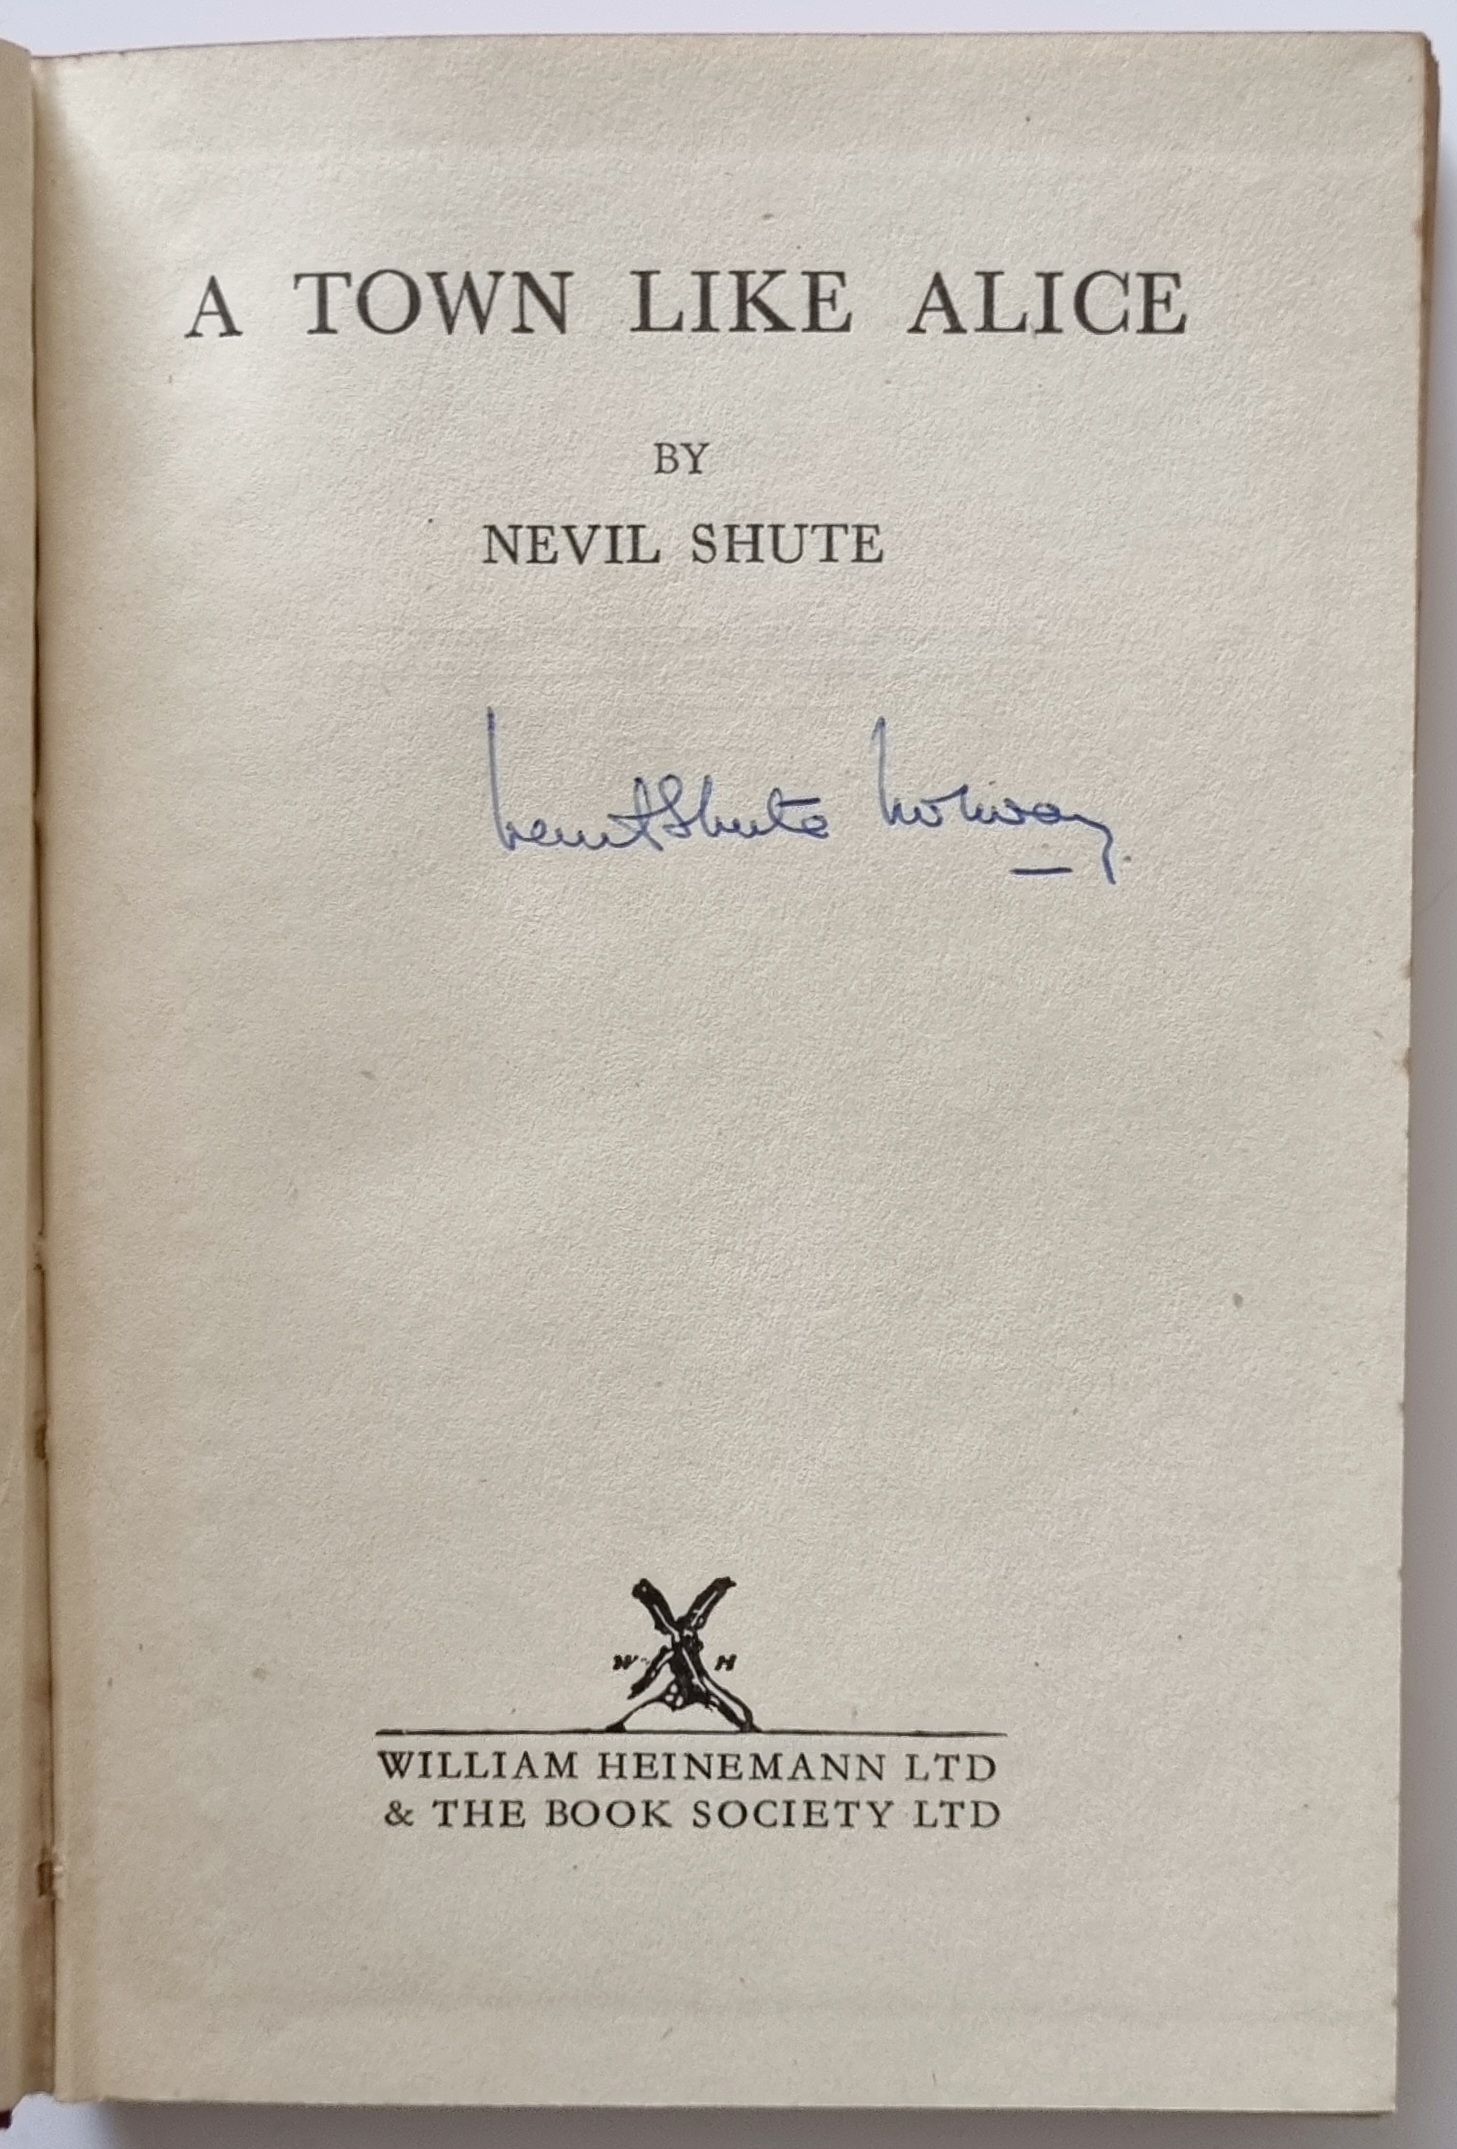 A TOWN LIKE ALICE
BY
NEVIL SHUTE
Nevil Shute Norway
W H
WILLIAM HEINEMANN LTD
& THE BOOK SOCIETY LTD